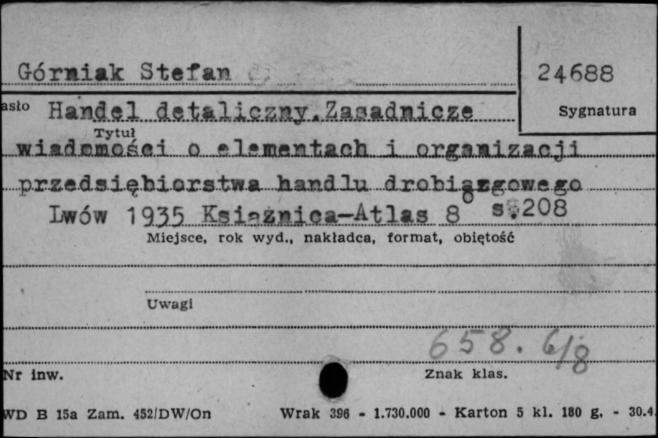 Górniak Stefan
24688
Sygnatura
asło Handel detaliczny.Zasadnicze
Tytuł
wiadomości o elementach i organizacji
przedsiębiorstwa handlu drobiazgowego
Lwów 1935 Książnica-Atlas 8° s.208
Miejsce, rok wyd., nakładca, format, obiętość
Uwagi
658.6/8
Nr inw.
Znak klas.
WD B 15a Zam. 452/DW/On Wrak 396 - 1.730.000 - Karton 5 kl. 180 g. - 30.4.